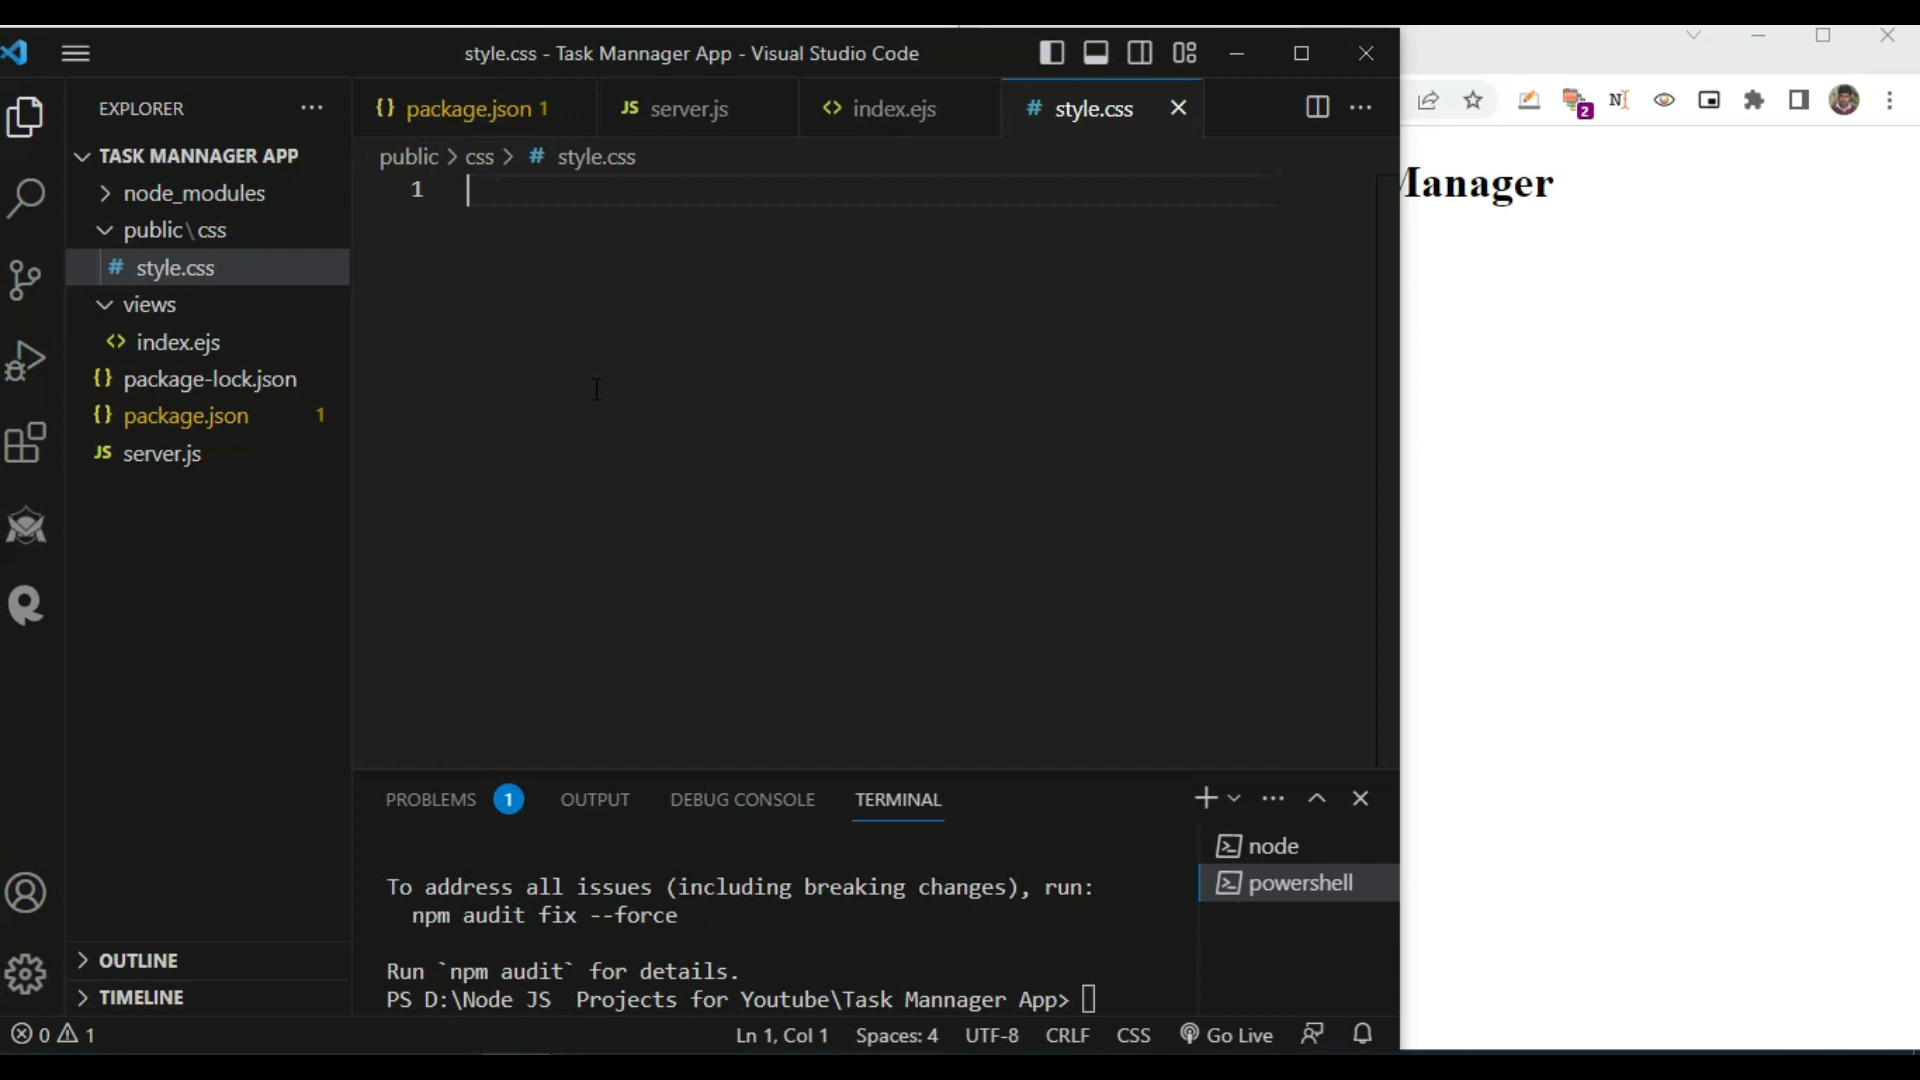 style.css - Task Mannager App - Visual Studio Code
EXPLORER
TASK MANNAGER APP
node_modules
public\css
# style.css
views
<> index.ejs
{} package-lock.json
{} package.json 1
JS server.js
OUTLINE
TIMELINE
{} package.json 1
JS server.js
<> index.ejs
# style.css
public > css > # style.css
1
PROBLEMS 1
OUTPUT
DEBUG CONSOLE
TERMINAL
To address all issues (including breaking changes), run:
npm audit fix --force
Run `npm audit` for details.
PS D:\Node JS  Projects for Youtube\Task Mannager App>
node
powershell
0 1
Ln 1, Col 1
Spaces: 4
UTF-8
CRLF
CSS
Go Live
2
Manager